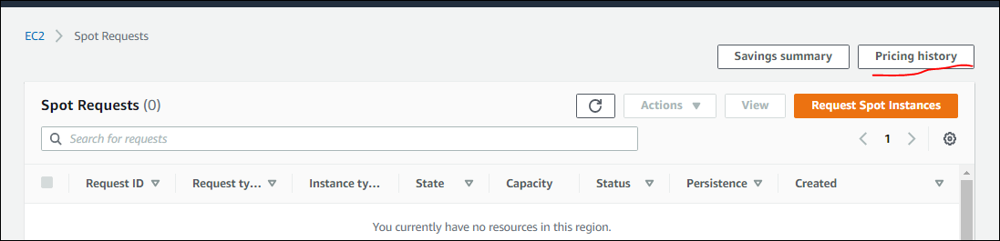 EC2 > Spot Requests
Savings summary Pricing history
Spot Requests (0) Actions View Request Spot Instances
Search for requests 1
Request ID Request ty... Instance ty... State Capacity Status Persistence Created
You currently have no resources in this region.